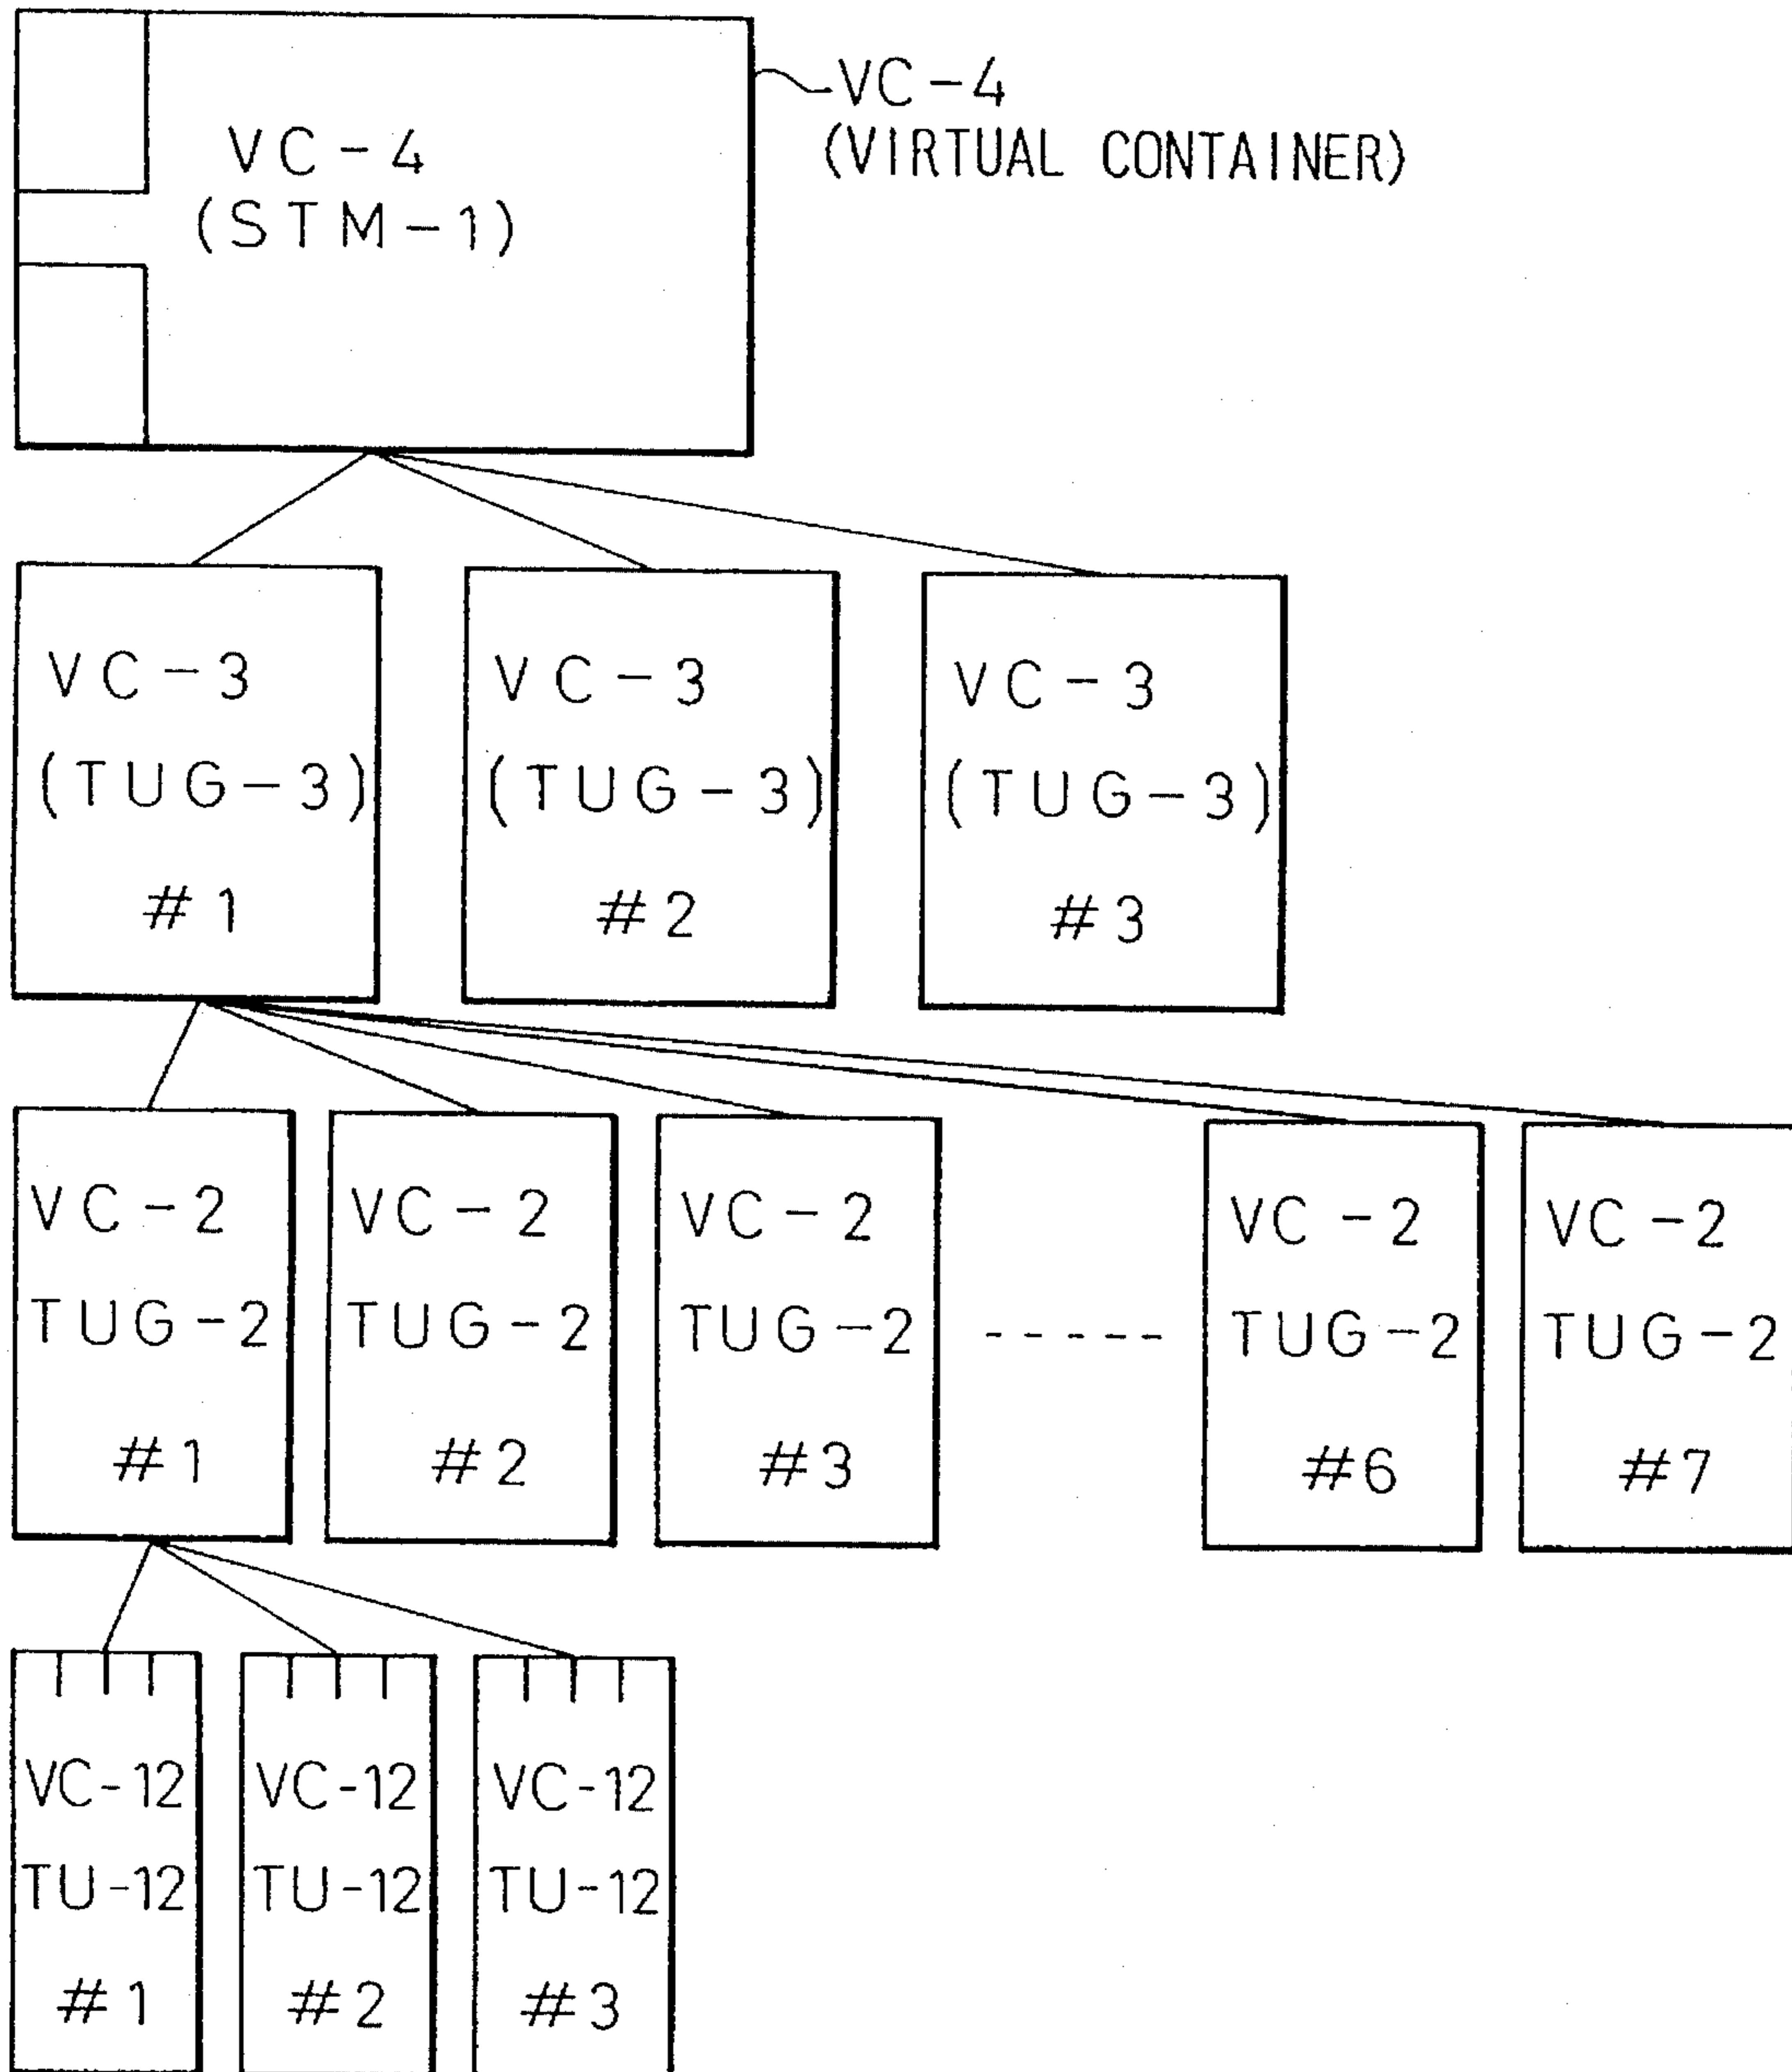 VC-4
(STM-1)
VC-4
(VIRTUAL CONTAINER)
VC-3
(TUG-3)
#1
VC-3
(TUG-3)
#2
VC-3
(TUG-3)
#3
VC-2
TUG-2
#1
VC-2
TUG-2
#2
VC-2
TUG-2
#3
-----
VC-2
TUG-2
#6
VC-2
TUG-2
#7
VC-12
TU-12
#1
VC-12
TU-12
#2
VC-12
TU-12
#3